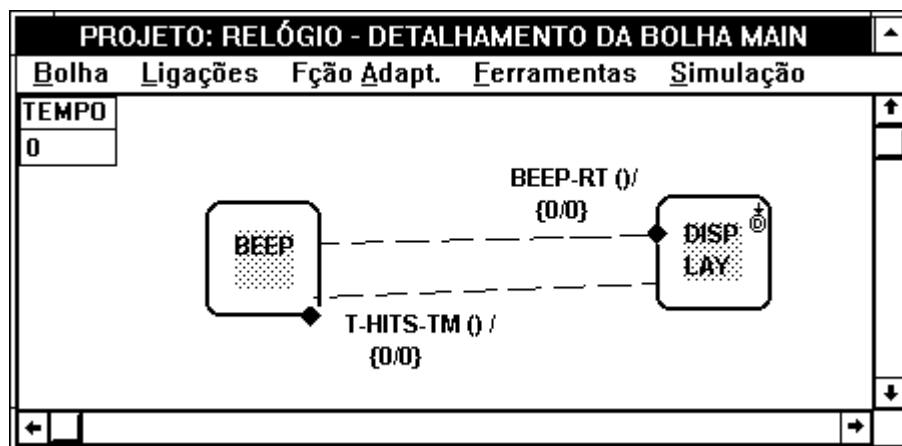 PROJETO: RELÓGIO - DETALHAMENTO DA BOLHA MAIN
Bolha Ligações Fção Adapt. Ferramentas Simulação
TEMPO
0
BEEP-RT ()/
{0/0}
BEEP
DISP
LAY
T-HITS-TM () /
{0/0}